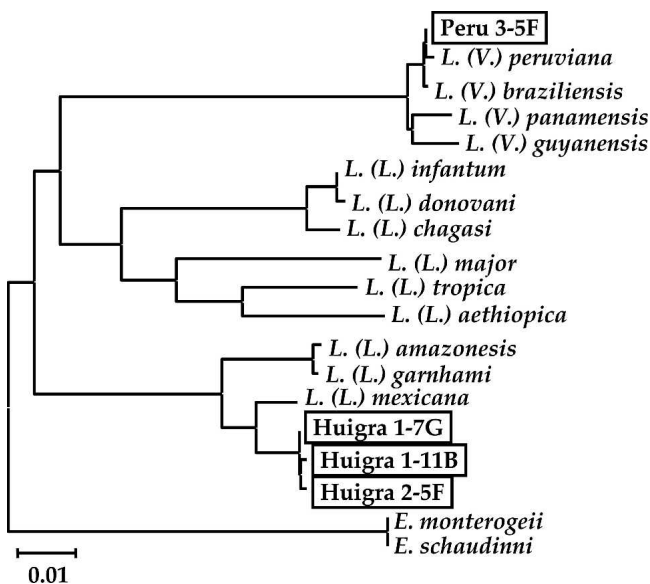 Peru 3-5F
L. (V.) peruviana
L. (V.) braziliensis
L. (V.) panamensis
L. (V.) guyanensis
L. (L.) infantum
L. (L.) donovani
L. (L.) chagasi
L. (L.) major
L. (L.) tropica
L. (L.) aethiopica
L. (L.) amazonesis
L. (L.) garnhami
L. (L.) mexicana
Huigra 1-7G
Huigra 1-11B
Huigra 2-5F
E. monterogeii
E. schaudinni
0.01